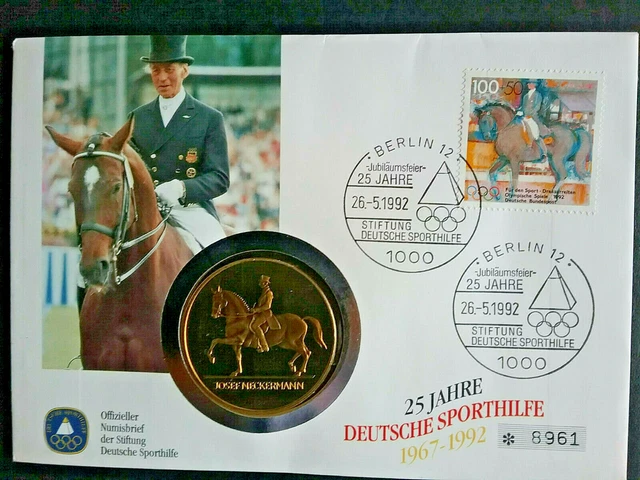 100+50
Für den Sport · Dressurreiten
Olympische Spiele 1992
Deutsche Bundespost
BERLIN 12
-Jubiläumsfeier-
25 JAHRE
26.-5.1992
STIFTUNG
DEUTSCHE SPORTHILFE
1000
BERLIN 12
-Jubiläumsfeier-
25 JAHRE
26.-5.1992
STIFTUNG
DEUTSCHE SPORTHILFE
1000
JOSEF NECKERMANN
25 JAHRE
DEUTSCHE SPORTHILFE
1967-1992
✻ 8961
Offizieller
Numisbrief
der Stiftung
Deutsche Sporthilfe